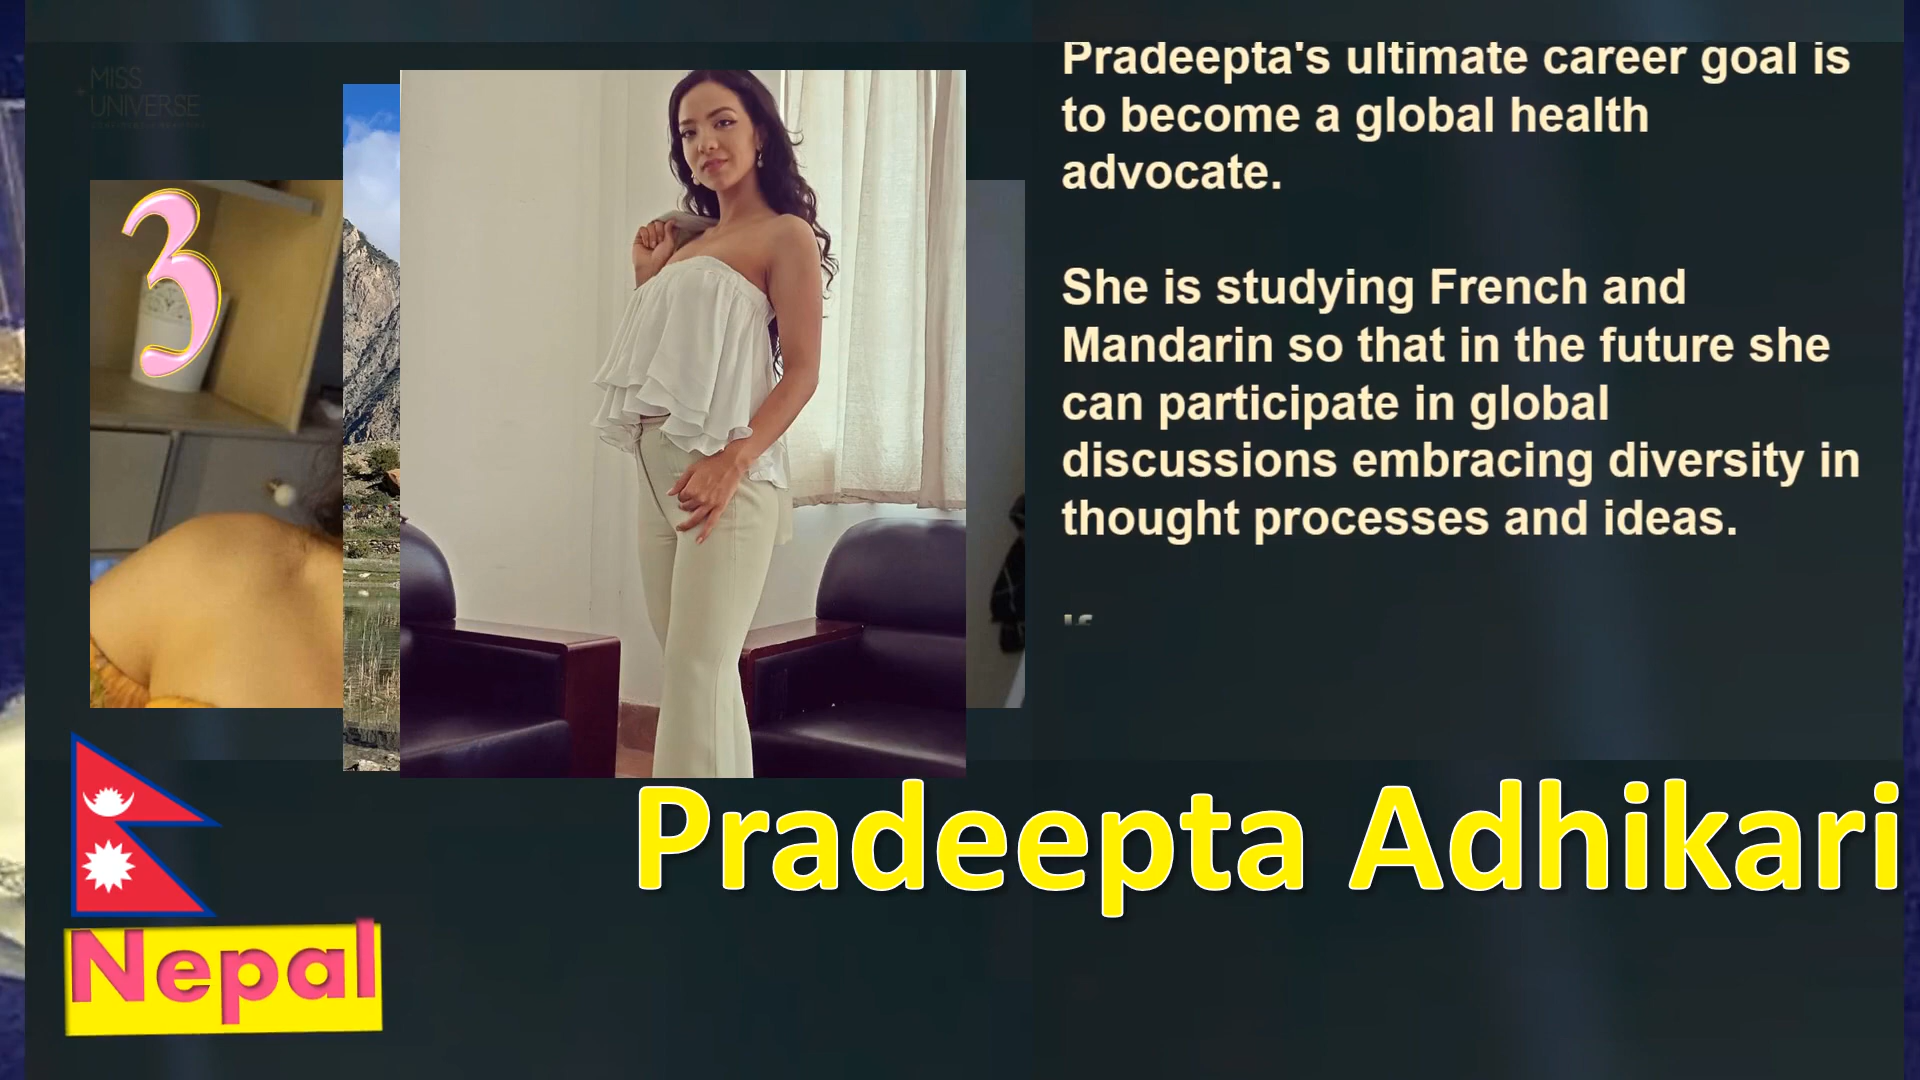 MISS
UNIVERSE
3
Pradeepta's ultimate career goal is
to become a global health
advocate.
She is studying French and
Mandarin so that in the future she
can participate in global
discussions embracing diversity in
thought processes and ideas.
Pradeepta Adhikari
Nepal